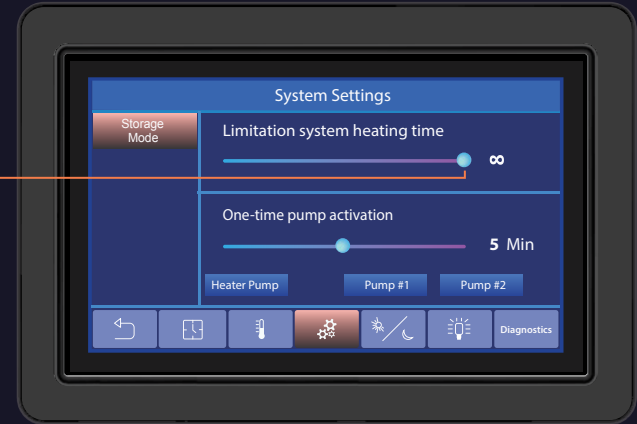 System Settings
Storage
Mode
Limitation system heating time
∞
One-time pump activation
5 Min
Heater Pump
Pump #1
Pump #2
Diagnostics